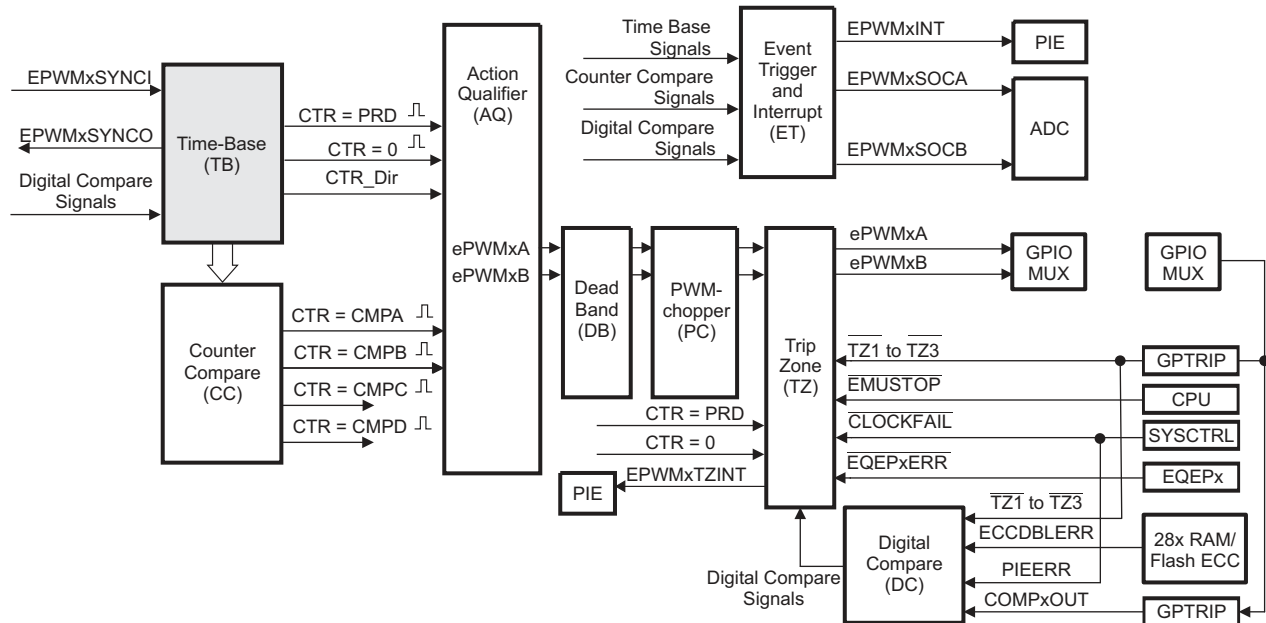 EPWMxSYNCI
EPWMxSYNCO
Digital Compare
Signals
Time-Base
(TB)
CTR = PRD
CTR = 0
CTR_Dir
Counter
Compare
(CC)
CTR = CMPA
CTR = CMPB
CTR = CMPC
CTR = CMPD
Action
Qualifier
(AQ)
ePWMxA
ePWMxB
Dead
Band
(DB)
PWM-
chopper
(PC)
Time Base
Signals
Counter Compare
Signals
Digital Compare
Signals
Event
Trigger
and
Interrupt
(ET)
EPWMxINT
EPWMxSOCA
EPWMxSOCB
PIE
ADC
Trip
Zone
(TZ)
CTR = PRD
CTR = 0
EPWMxTZINT
PIE
ePWMxA
ePWMxB
GPIO
MUX
GPIO
MUX
TZ1 to TZ3
GPTRIP
EMUSTOP
CPU
CLOCKFAIL
SYSCTRL
EQEPxERR
EQEPx
TZ1 to TZ3
ECCDBLERR
28x RAM/
Flash ECC
PIEERR
COMPxOUT
GPTRIP
Digital
Compare
(DC)
Digital Compare
Signals